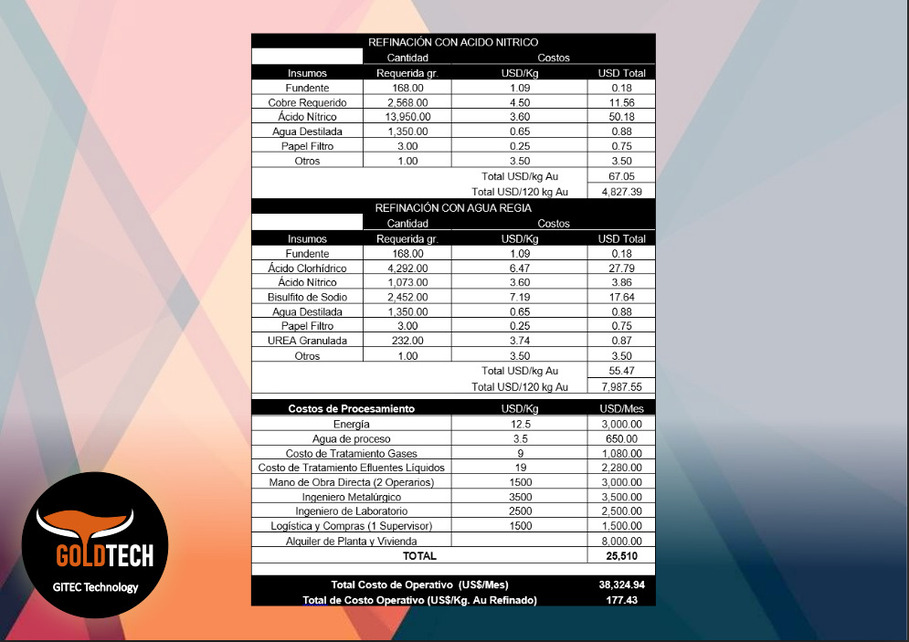 REFINACIÓN CON ACIDO NITRICO
Cantidad Costos
Insumos Requerida gr. USD/Kg USD Total
Fundente 168.00 1.09 0.18
Cobre Requerido 2,568.00 4.50 11.56
Ácido Nítrico 13,950.00 3.60 50.18
Agua Destilada 1,350.00 0.65 0.88
Papel Filtro 3.00 0.25 0.75
Otros 1.00 3.50 3.50
Total USD/kg Au 67.05
Total USD/120 kg Au 4,827.39
REFINACIÓN CON AGUA REGIA
Cantidad Costos
Insumos Requerida gr. USD/Kg USD Total
Fundente 168.00 1.09 0.18
Ácido Clorhídrico 4,292.00 6.47 27.79
Ácido Nítrico 1,073.00 3.60 3.86
Bisulfito de Sodio 2,452.00 7.19 17.64
Agua Destilada 1,350.00 0.65 0.88
Papel Filtro 3.00 0.25 0.75
UREA Granulada 232.00 3.74 0.87
Otros 1.00 3.50 3.50
Total USD/kg Au 55.47
Total USD/120 kg Au 7,987.55
Costos de Procesamiento USD/Kg USD/Mes
Energía 12.5 3,000.00
Agua de proceso 3.5 650.00
Costo de Tratamiento Gases 9 1,080.00
Costo de Tratamiento Efluentes Líquidos 19 2,280.00
Mano de Obra Directa (2 Operarios) 1500 3,000.00
Ingeniero Metalúrgico 3500 3,500.00
Ingeniero de Laboratorio 2500 2,500.00
Logística y Compras (1 Supervisor) 1500 1,500.00
Alquiler de Planta y Vivienda 8,000.00
TOTAL 25,510
Total Costo de Operativo (US$/Mes) 38,324.94
Total de Costo Operativo (US$/Kg. Au Refinado) 177.43
GOLDTECH
GITEC Technology